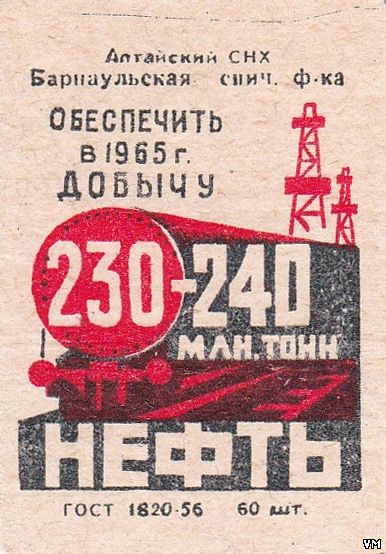 Алтайский СНХ
Барнаульская спич. ф-ка
ОБЕСПЕЧИТЬ
В 1965 г.
ДОБЫЧУ
230-240
МЛН. ТОНН
НЕФТЬ
ГОСТ 1820-56 60 шт.
VM